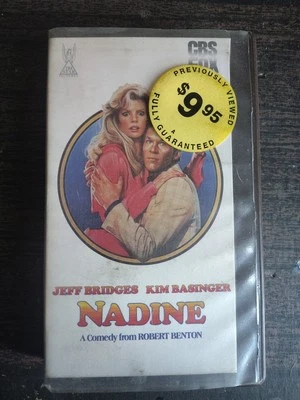 CBS
FOX
PREVIOUSLY VIEWED
$9.95
&
FULLY GUARANTEED
JEFF BRIDGES KIM BASINGER
NADINE
A Comedy from ROBERT BENTON